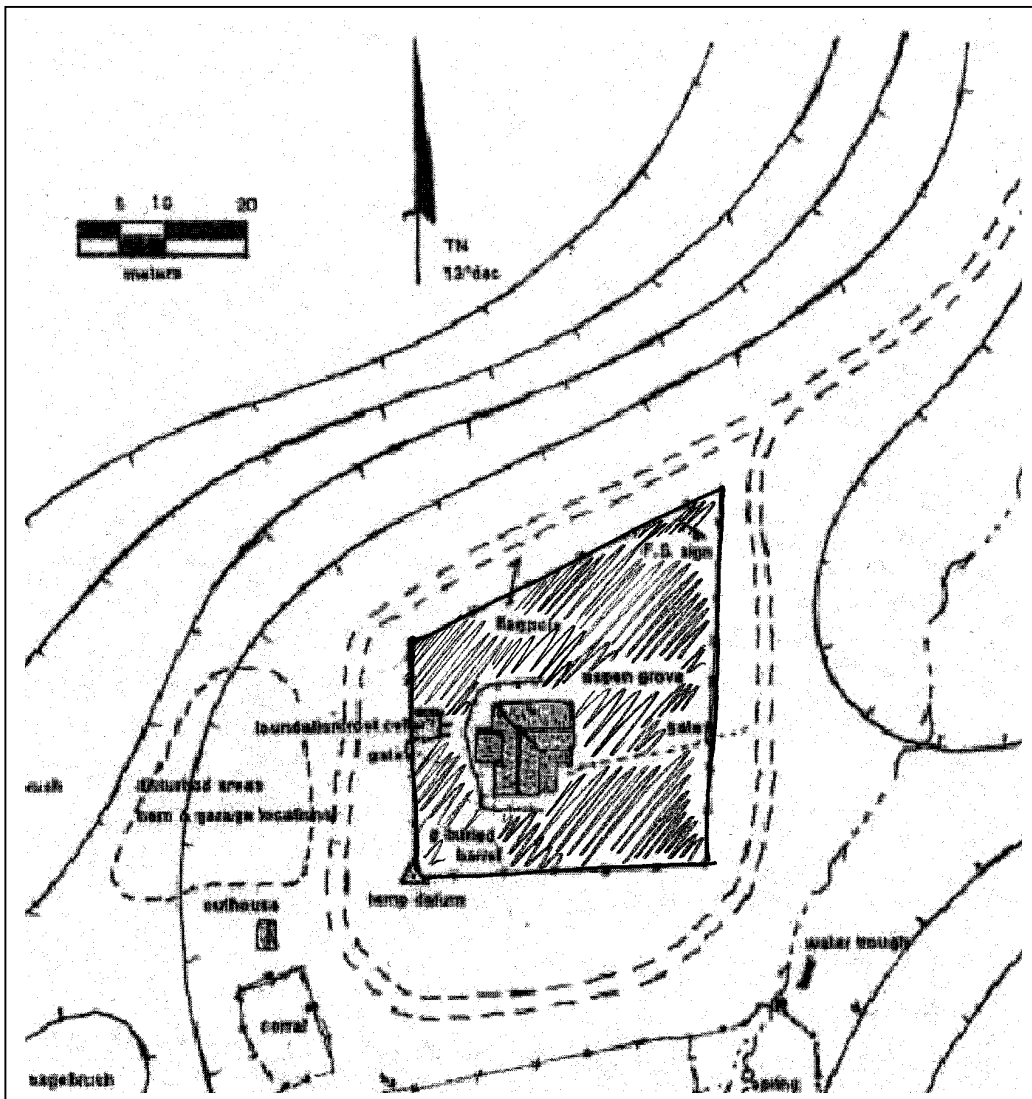 5 10 20
meters
TN
13°dec
F.S. sign
flagpole
aspen grove
foundation/root cellar
gate
gate
disturbed areas
barn & garage locations
buried
barrel
outhouse
temp datum
water trough
corral
sagebrush
spring